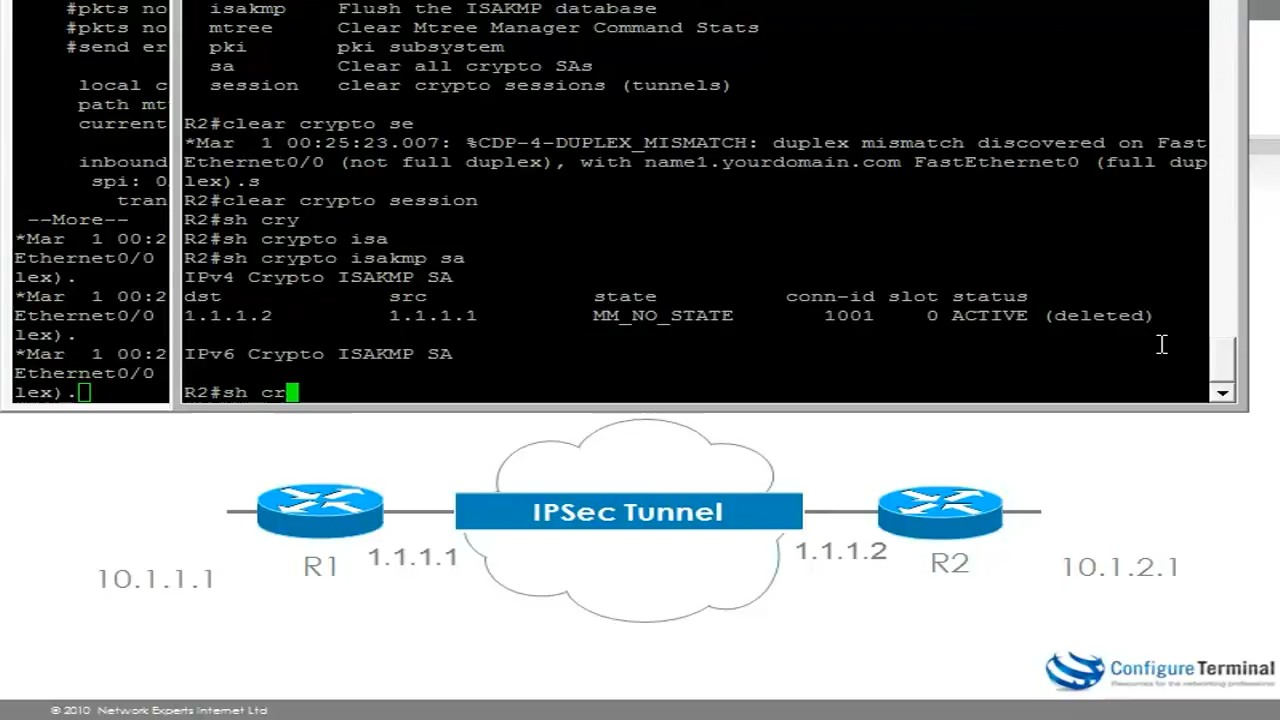 #pkts no
#pkts no
#send er
local c
path mt
current
inbound
spi: 0
tran
--More--
*Mar  1 00:2
Ethernet0/0
lex).
*Mar  1 00:2
Ethernet0/0
lex).
*Mar  1 00:2
Ethernet0/0
lex).
isakmp Flush the ISAKMP database
mtree Clear Mtree Manager Command Stats
pki pki subsystem
sa Clear all crypto SAs
session clear crypto sessions (tunnels)
R2#clear crypto se
*Mar  1 00:25:23.007: %CDP-4-DUPLEX_MISMATCH: duplex mismatch discovered on Fast
Ethernet0/0 (not full duplex), with name1.yourdomain.com FastEthernet0 (full dup
lex).s
R2#clear crypto session
R2#sh cry
R2#sh crypto isa
R2#sh crypto isakmp sa
IPv4 Crypto ISAKMP SA
dst src state conn-id slot status
1.1.1.2 1.1.1.1 MM_NO_STATE 1001 0 ACTIVE (deleted)
IPv6 Crypto ISAKMP SA
R2#sh cr
IPSec Tunnel
10.1.1.1 R1 1.1.1.1 1.1.1.2 R2 10.1.2.1
Configure Terminal
Resources for the networking professional
© 2010 Network Experts Internet Ltd